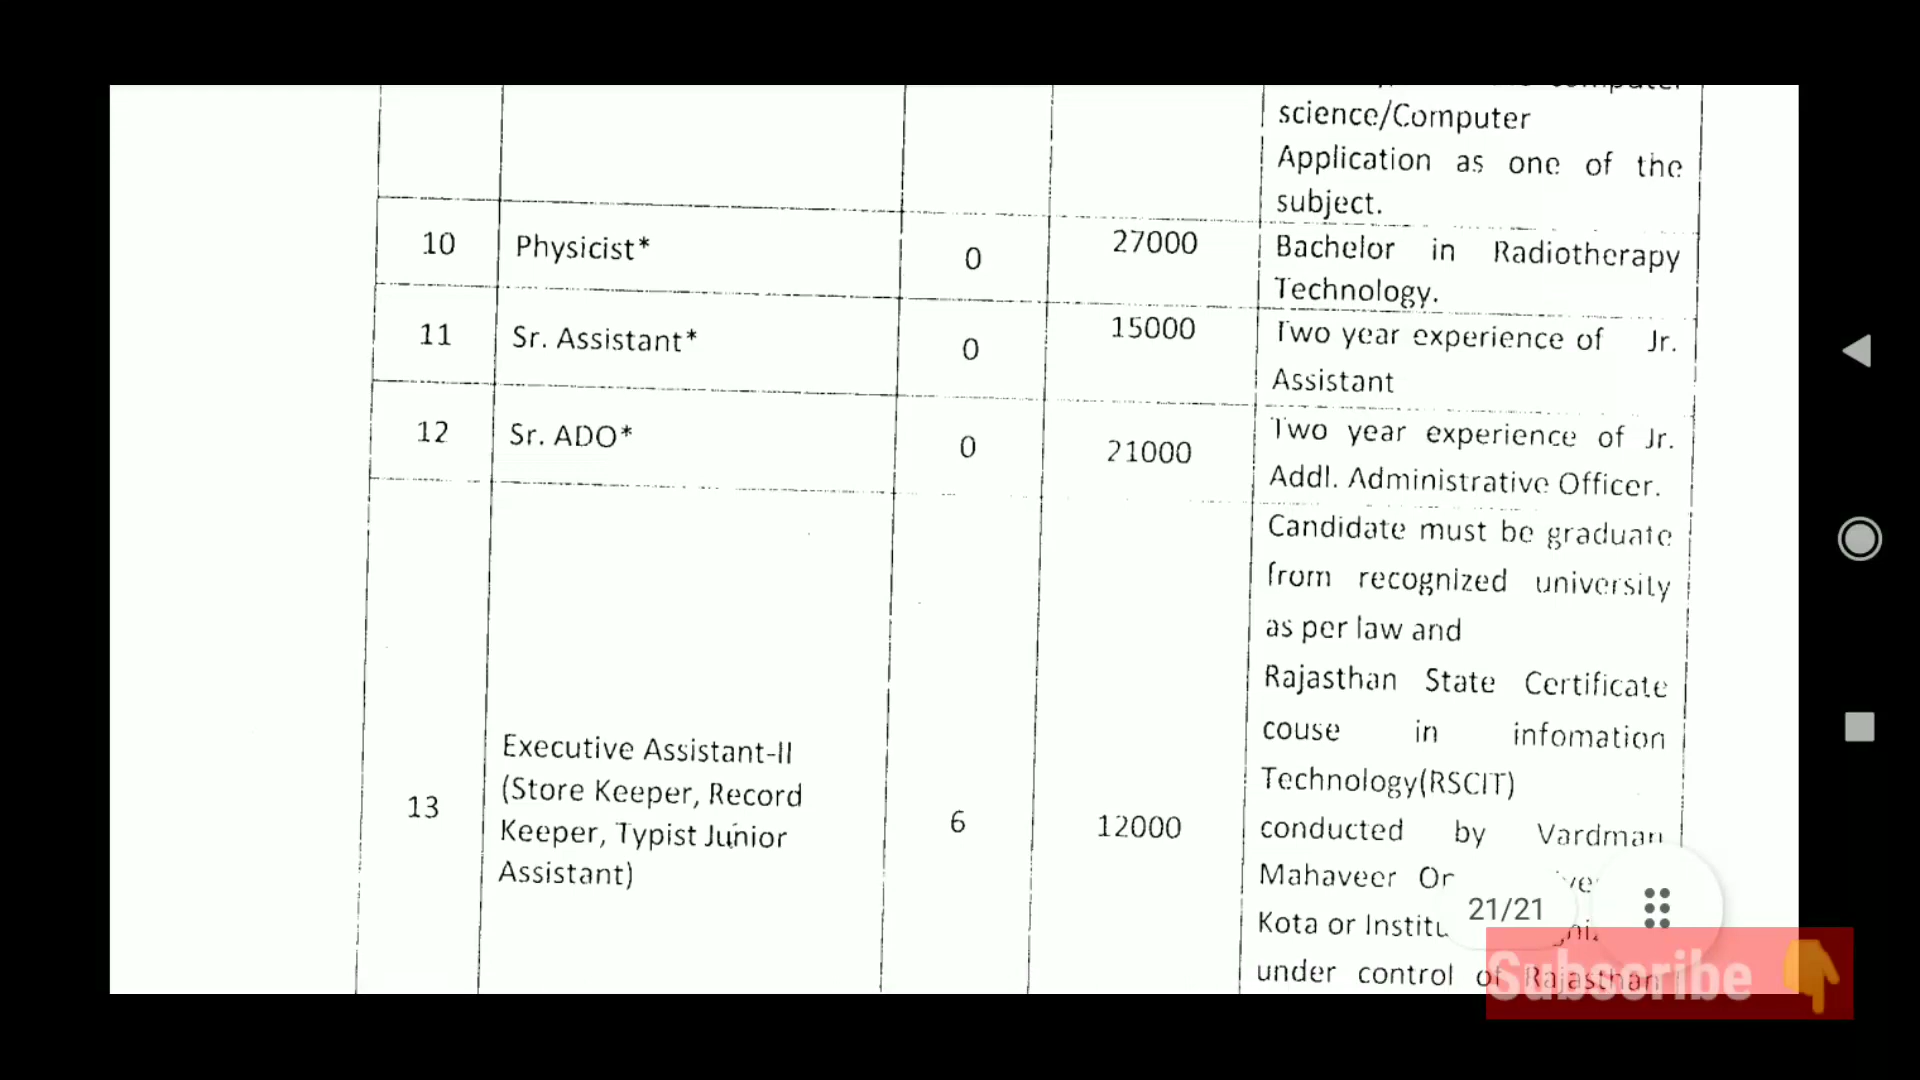 science/Computer
Application as one of the
subject.
10 Physicist* 0 27000 Bachelor in Radiotherapy
Technology.
11 Sr. Assistant* 0 15000 Two year experience of Jr.
Assistant
12 Sr. ADO* 0 21000 Two year experience of Jr.
Addl. Administrative Officer.
Candidate must be graduate
from recognized university
as per law and
Rajasthan State Certificate
couse in infomation
Technology(RSCIT)
conducted by Vardman
Mahaveer
Kota or
under control of Rajasthan
13 Executive Assistant-II
(Store Keeper, Record
Keeper, Typist Junior
Assistant)
6 12000
21/21
Subscribe